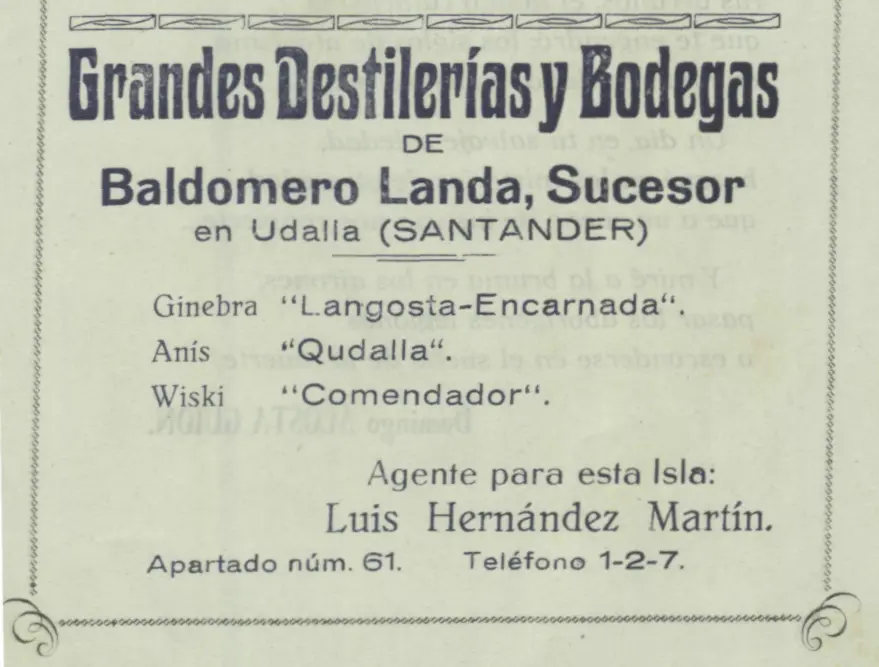 Grandes Destilerías y Bodegas
DE
Baldomero Landa, Sucesor
en Udalla (SANTANDER)
Ginebra "Langosta-Encarnada".
Anís "Qudalla".
Wiski "Comendador".
Agente para esta Isla:
Luis Hernández Martín.
Apartado núm. 61. Teléfono 1-2-7.